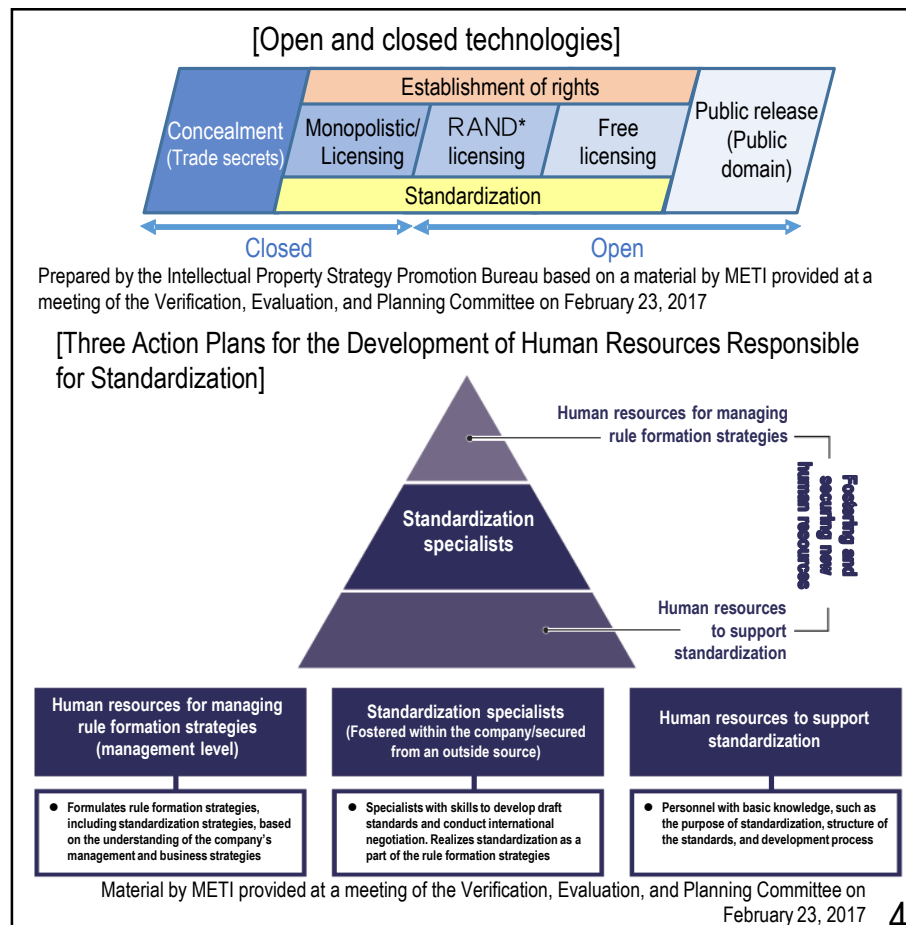 [Open and closed technologies]
Establishment of rights
Concealment
(Trade secrets)
Monopolistic/
Licensing
RAND*
licensing
Free
licensing
Public release
(Public
domain)
Standardization
Closed
Open
Prepared by the Intellectual Property Strategy Promotion Bureau based on a material by METI provided at a
meeting of the Verification, Evaluation, and Planning Committee on February 23, 2017
[Three Action Plans for the Development of Human Resources Responsible
for Standardization]
Human resources for managing
rule formation strategies
Standardization
specialists
Fostering and
securing new
human resources
Human resources
to support
standardization
Human resources for managing
rule formation strategies
(management level)
Standardization specialists
(Fostered within the company/secured
from an outside source)
Human resources to support
standardization
● Formulates rule formation strategies,
including standardization strategies, based
on the understanding of the company's
management and business strategies
● Specialists with skills to develop draft
standards and conduct international
negotiation. Realizes standardization as a
part of the rule formation strategies
● Personnel with basic knowledge, such as
the purpose of standardization, structure of
the standards, and development process
Material by METI provided at a meeting of the Verification, Evaluation, and Planning Committee on
February 23, 2017
4